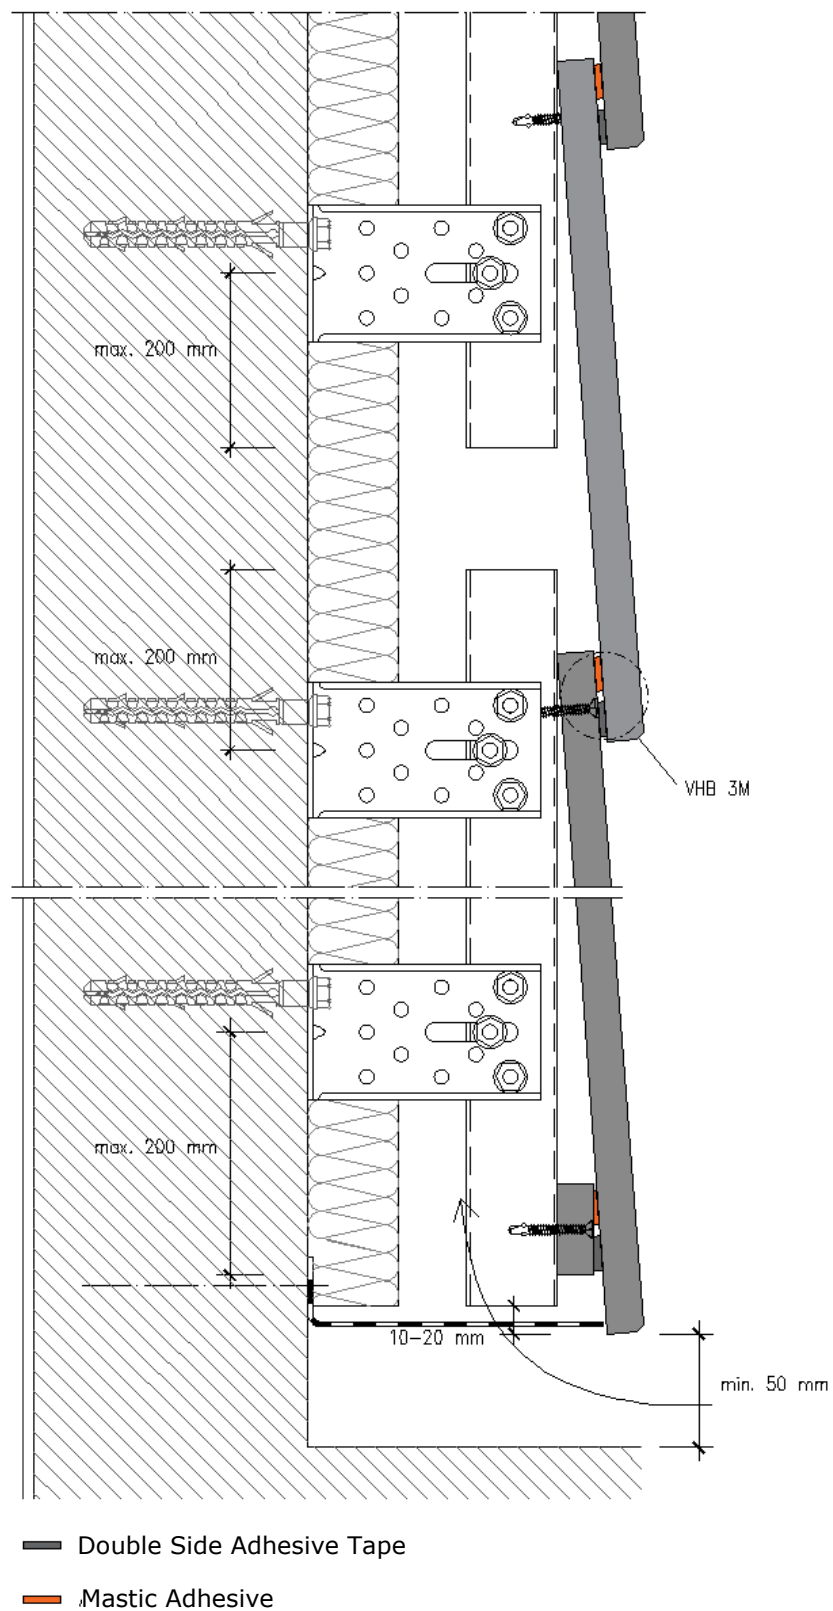 max. 200 mm
max. 200 mm
VHB 3M
max. 200 mm
10-20 mm
min. 50 mm
Double Side Adhesive Tape
Mastic Adhesive